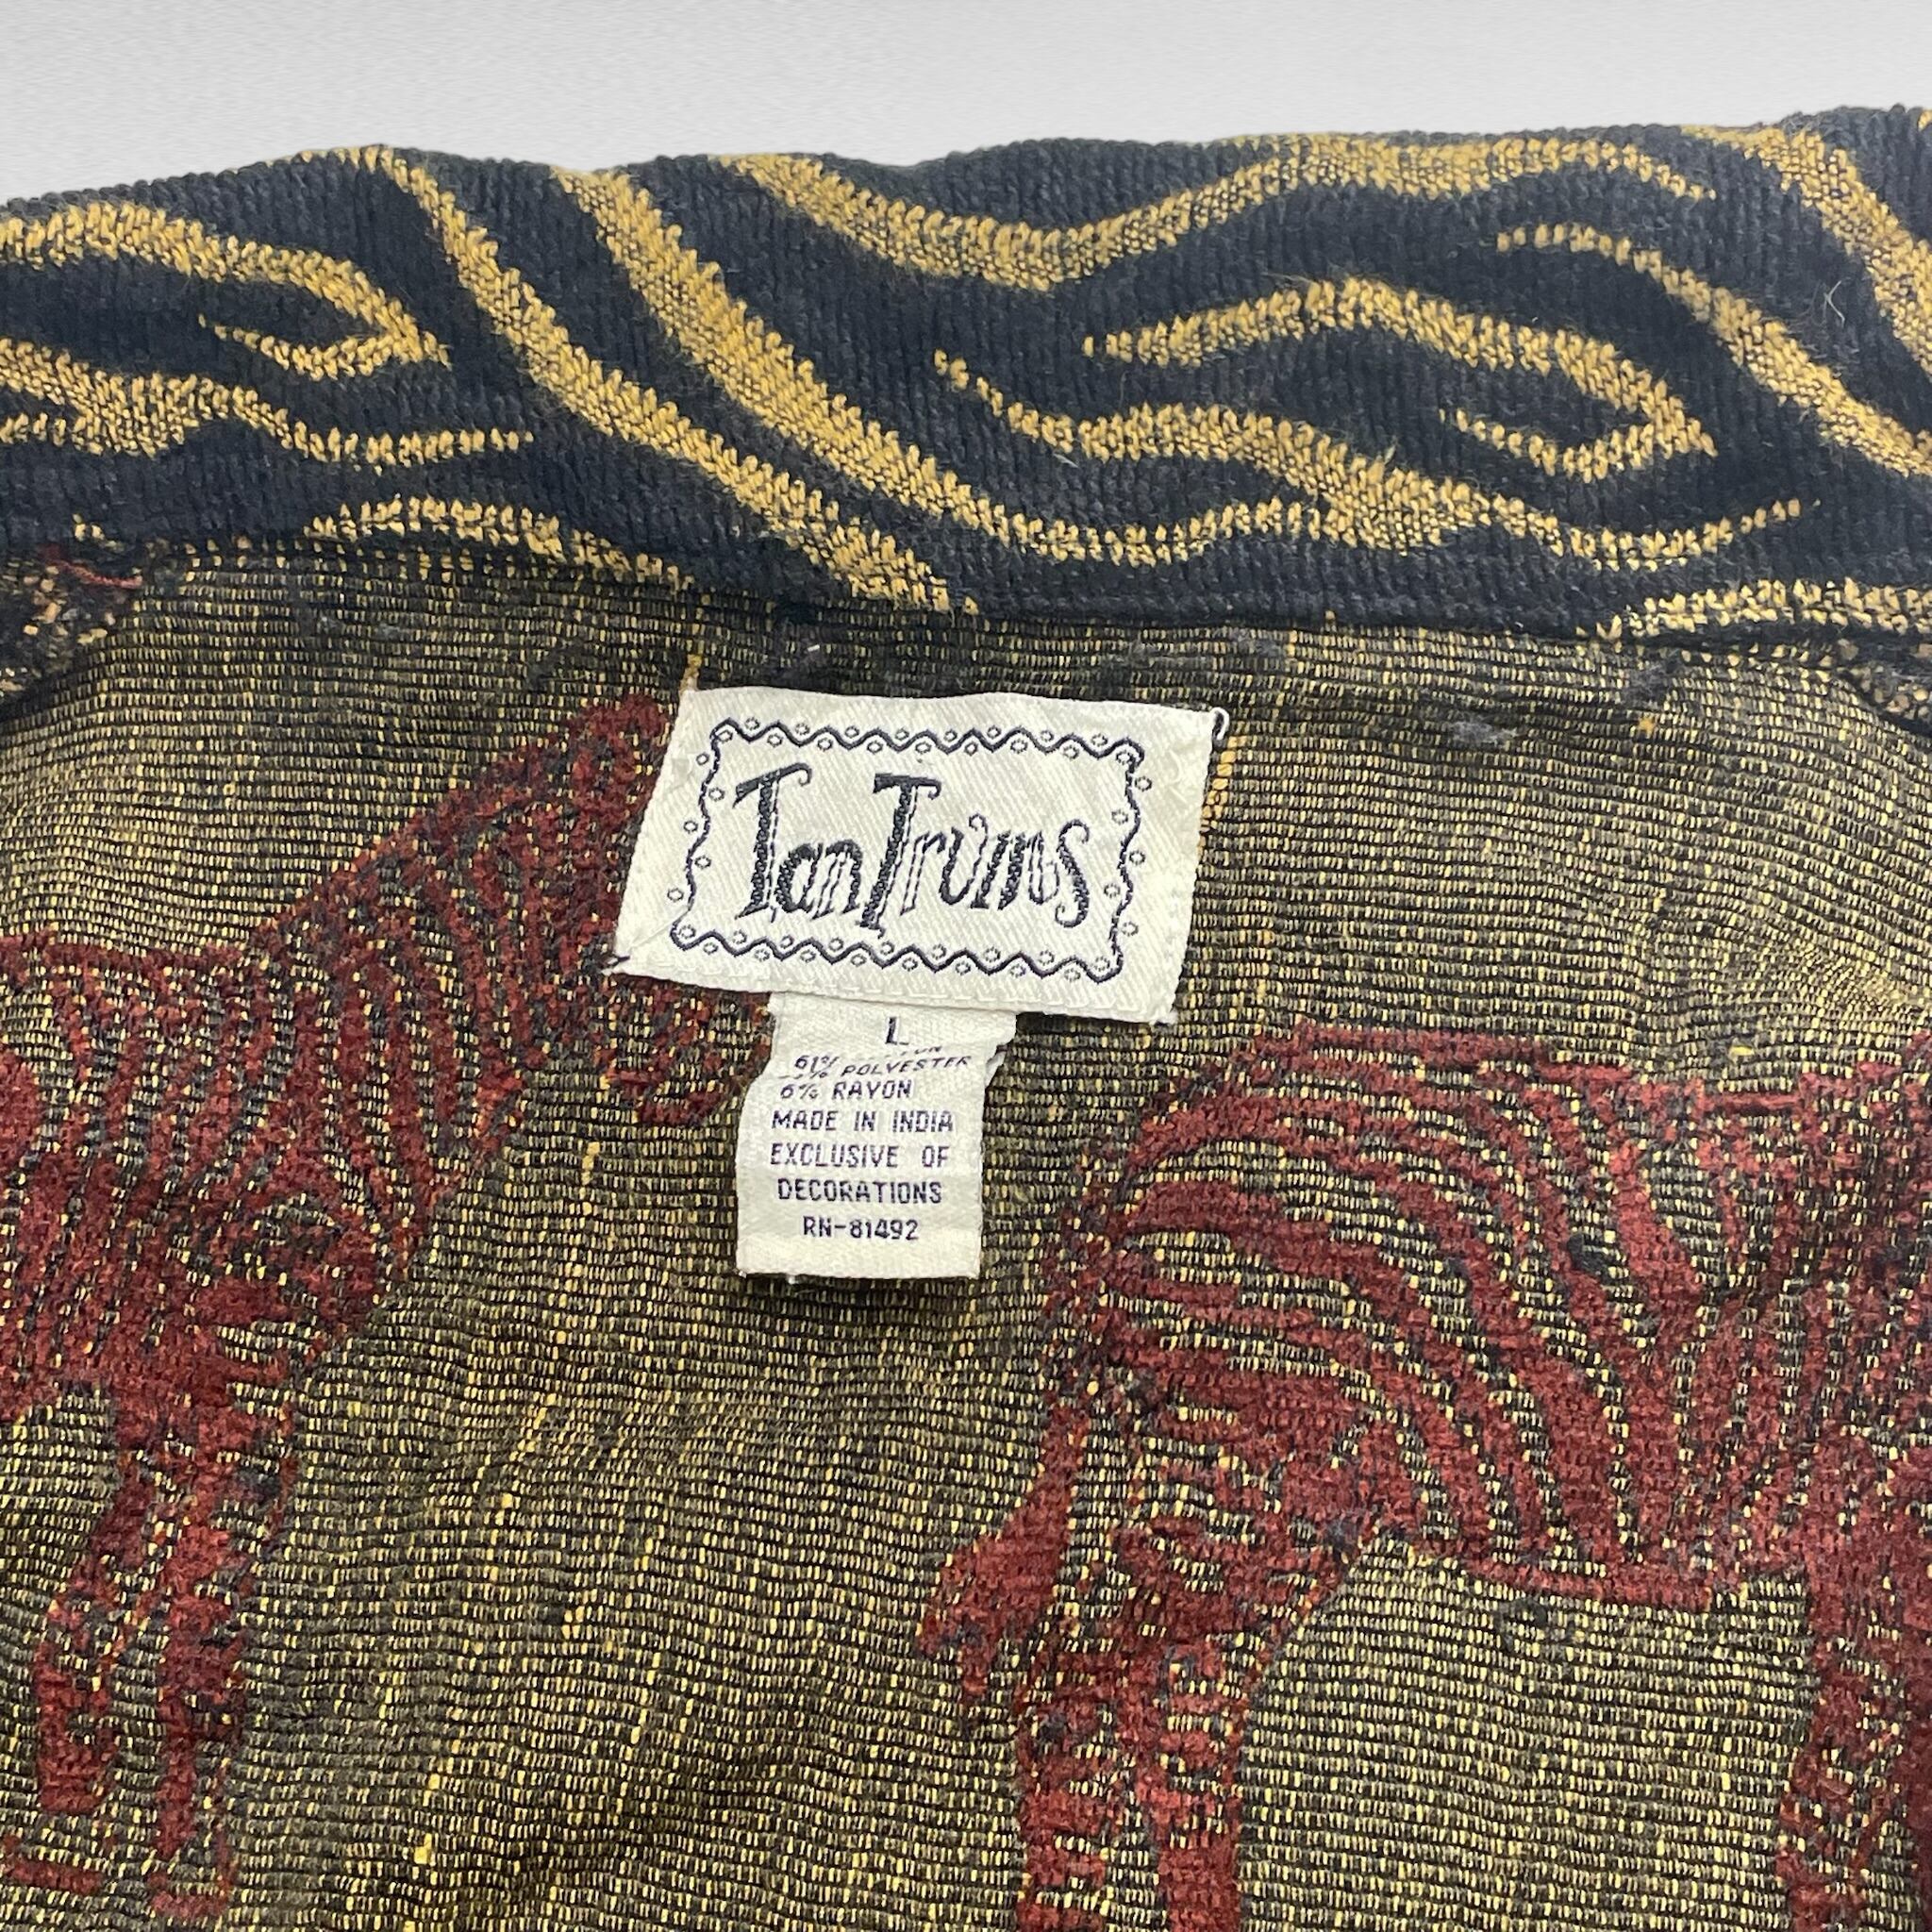 TanTrums
L
61%
% POLYESTER
6% RAYON
MADE IN INDIA
EXCLUSIVE OF
DECORATIONS
RN-81492